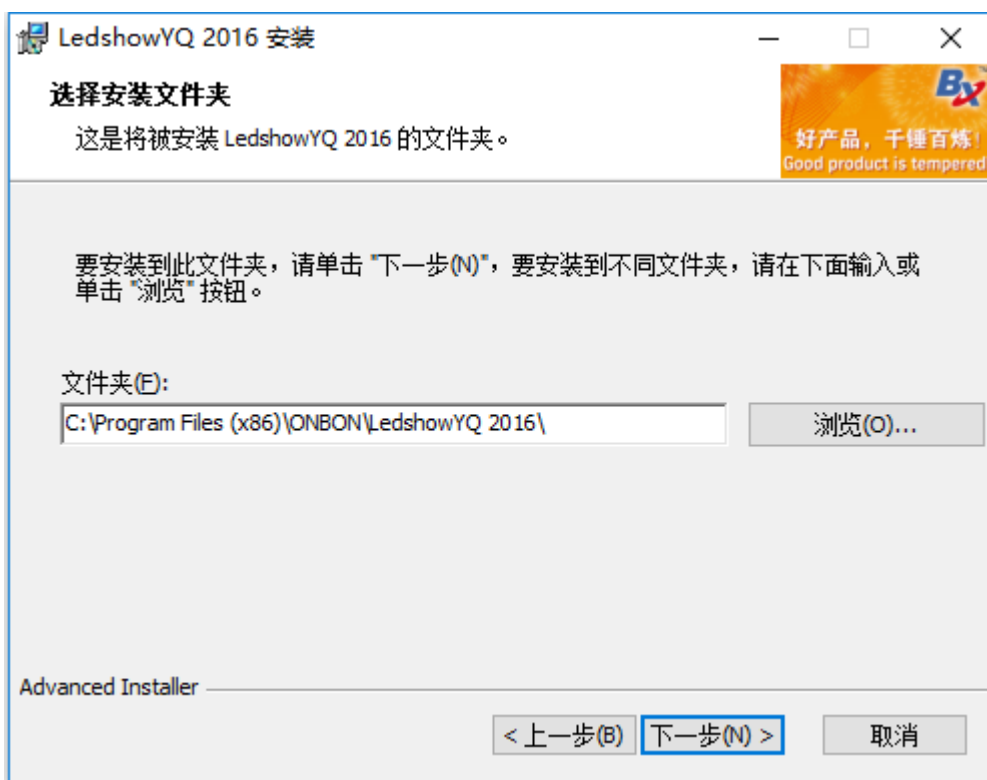 LedshowYQ 2016 安装
选择安装文件夹
这是将被安装 LedshowYQ 2016 的文件夹。
BX
好产品，千锤百炼!
Good product is tempered
要安装到此文件夹，请单击 "下一步(N)"，要安装到不同文件夹，请在下面输入或
单击 "浏览" 按钮。
文件夹(F):
C:\Program Files (x86)\ONBON\LedshowYQ 2016\
浏览(O)...
Advanced Installer
< 上一步(B)
下一步(N) >
取消